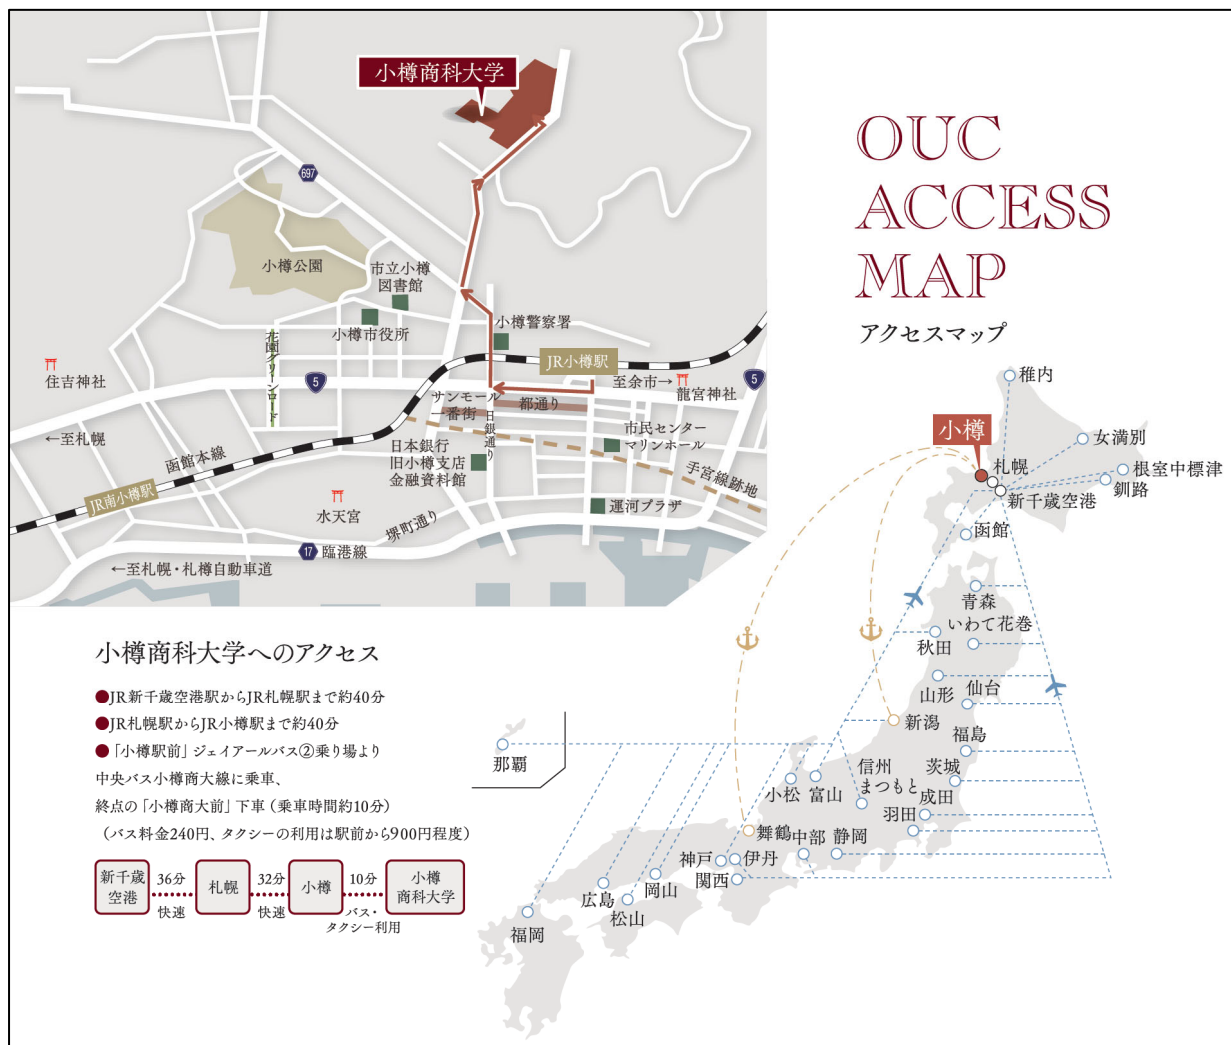 小樽商科大学
697
小樽公園
市立小樽
図書館
小樽市役所
小樽警察署
JR小樽駅
花園グリーンロード
5
住吉神社
サンモール
一番街
都通り
至余市→
龍宮神社
5
←至札幌
函館本線
日銀通り
日本銀行
旧小樽支店
金融資料館
市民センター
マリンホール
手宮線跡地
JR南小樽駅
水天宮
堺町通り
運河プラザ
17
臨港線
←至札幌・札樽自動車道
OUC
ACCESS
MAP
アクセスマップ
稚内
小樽
札幌
女満別
根室中標津
釧路
新千歳空港
函館
青森
いわて花巻
秋田
山形
仙台
新潟
福島
那覇
小松
富山
信州
まつもと
茨城
成田
羽田
舞鶴
中部
静岡
神戸
伊丹
関西
岡山
広島
松山
福岡
小樽商科大学へのアクセス
●JR新千歳空港駅からJR札幌駅まで約40分
●JR札幌駅からJR小樽駅まで約40分
●「小樽駅前」ジェイアールバス②乗り場より
中央バス小樽商大線に乗車、
終点の「小樽商大前」下車（乗車時間約10分）
（バス料金240円、タクシーの利用は駅前から900円程度）
新千歳
空港
36分
快速
札幌
32分
快速
小樽
10分
バス・
タクシー利用
小樽
商科大学